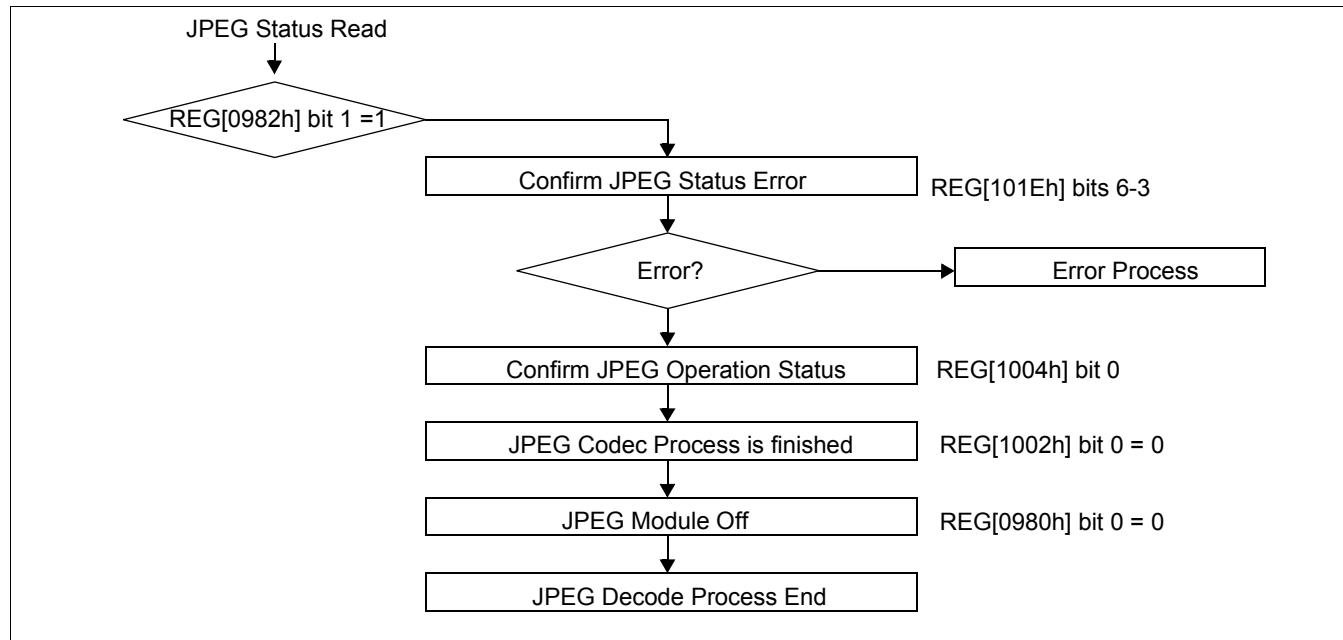 JPEG Status Read
REG[0982h] bit 1 =1
Confirm JPEG Status Error
REG[101Eh] bits 6-3
Error?
Error Process
Confirm JPEG Operation Status
REG[1004h] bit 0
JPEG Codec Process is finished
REG[1002h] bit 0 = 0
JPEG Module Off
REG[0980h] bit 0 = 0
JPEG Decode Process End